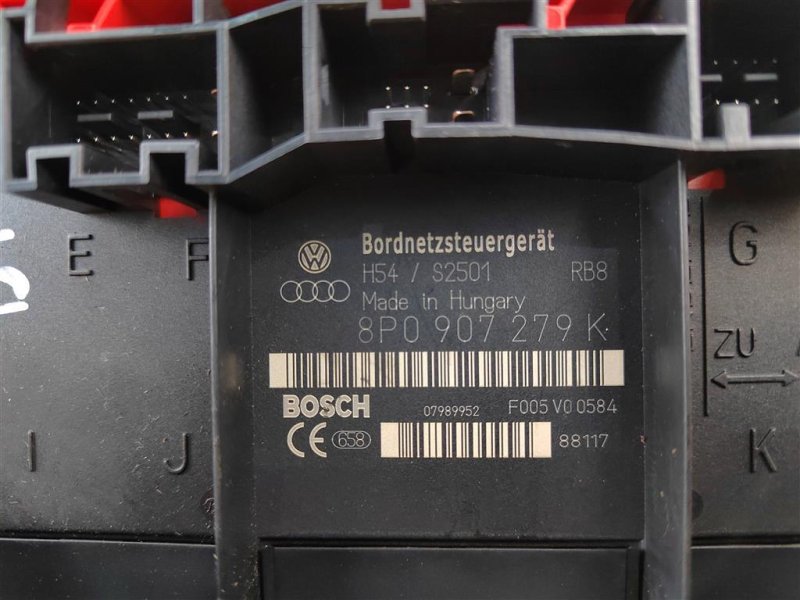 Bordnetzsteuergerät
H54 / S2501 RB8
Made in Hungary
8P0 907 279 K
BOSCH 07989952 F005 V0 0584
CE 658 88117
E F G
ZU
I J K